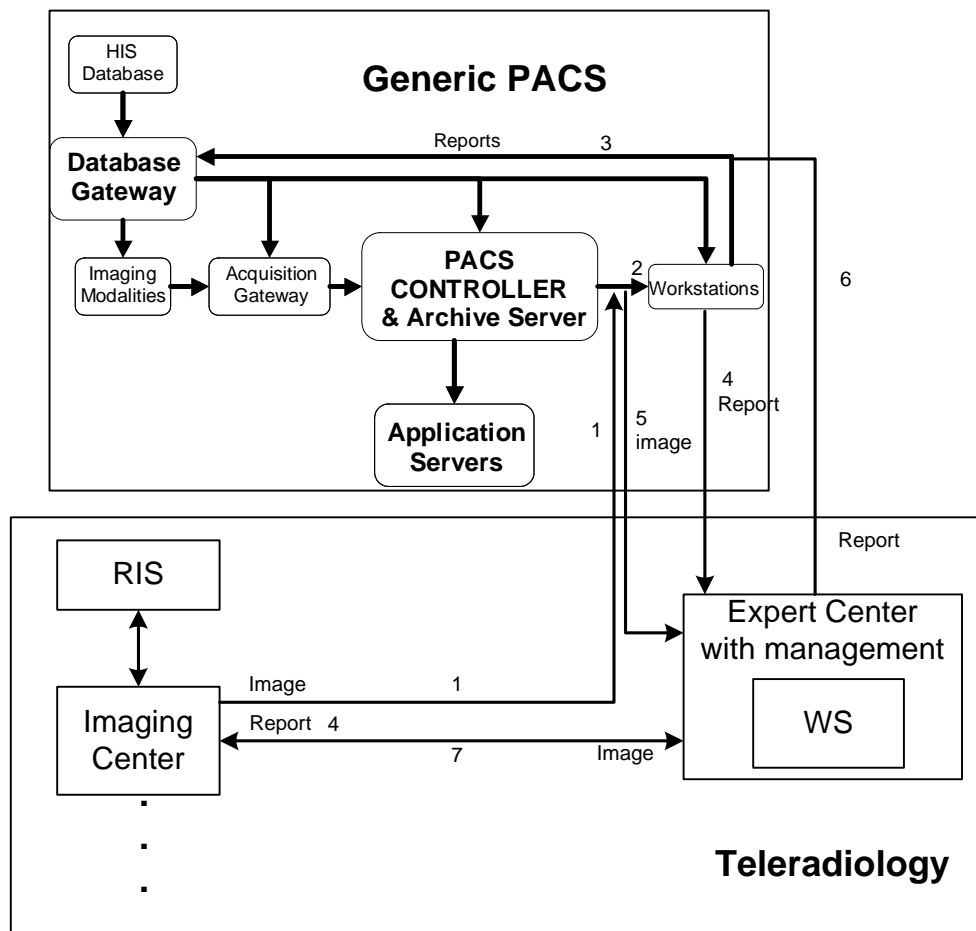 HIS
Database
Generic PACS
Reports
3
Database
Gateway
Imaging
Modalities
Acquisition
Gateway
PACS
CONTROLLER
& Archive Server
2
Workstations
6
4
Report
1
5
image
Application
Servers
RIS
Report
Expert Center
with management
WS
Image
1
Imaging
Center
Report 4
7
Image
Teleradiology